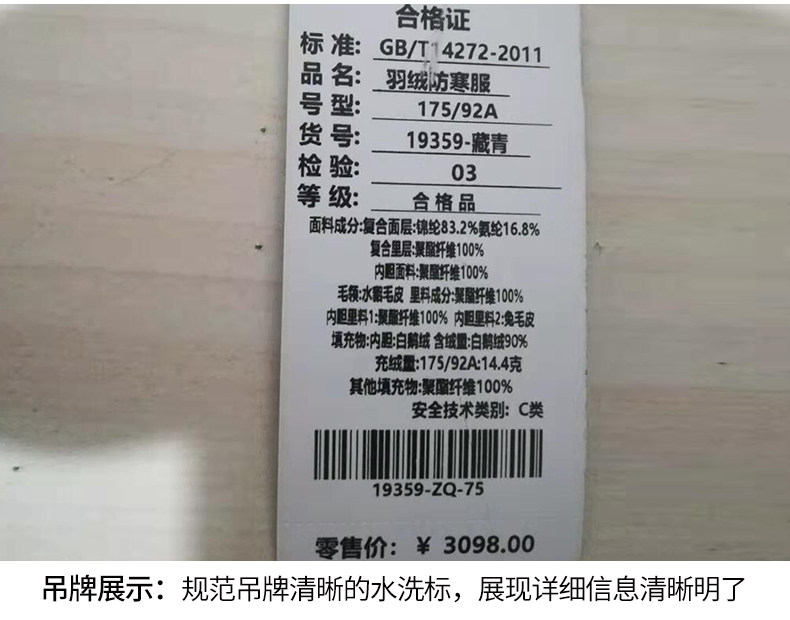 合格证
标 准: GB/T14272-2011
品 名: 羽绒防寒服
号 型: 175/92A
货 号: 19359-藏青
检 验: 03
等 级: 合格品
面料成分:复合面层:锦纶83.2%氨纶16.8%
复合里层:聚酯纤维100%
内胆面料:聚酯纤维100%
毛领:水貂毛皮 里料成分:聚酯纤维100%
内胆里料1:聚酯纤维100% 内胆里料2:兔毛皮
填充物:内胆:白鹅绒 含绒量:白鹅绒90%
充绒量:175/92A:14.4克
其他填充物:聚酯纤维100%
安全技术类别: C类
19359-ZQ-75
零售价: ¥ 3098.00
吊牌展示：规范吊牌清晰的水洗标，展现详细信息清晰明了